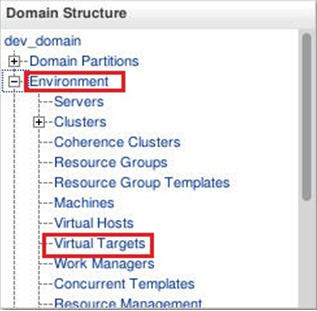 Domain Structure
dev_domain
Domain Partitions
Environment
Servers
Clusters
Coherence Clusters
Resource Groups
Resource Group Templates
Machines
Virtual Hosts
Virtual Targets
Work Managers
Concurrent Templates
Resource Management